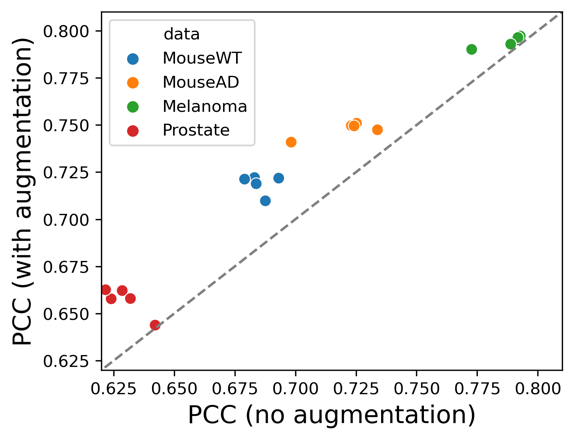 data
MouseWT
MouseAD
Melanoma
Prostate
PCC (with augmentation)
0.800
0.775
0.750
0.725
0.700
0.675
0.650
0.625
0.625 0.650 0.675 0.700 0.725 0.750 0.775 0.800
PCC (no augmentation)